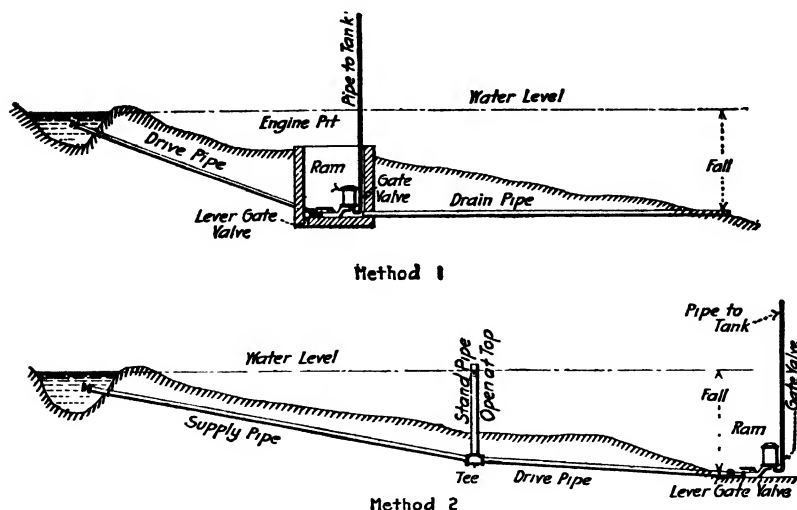 Pipe to Tank
Water Level
Engine Pit
Drive Pipe
Ram
Fall
Gate
Valve
Lever Gate
Valve
Drain Pipe
Method 1
Pipe to
Tank
Water Level
Stand Pipe
Open at Top
Gate Valve
Fall
Ram
Supply Pipe
Tee
Drive Pipe
Lever Gate Valve
Method 2